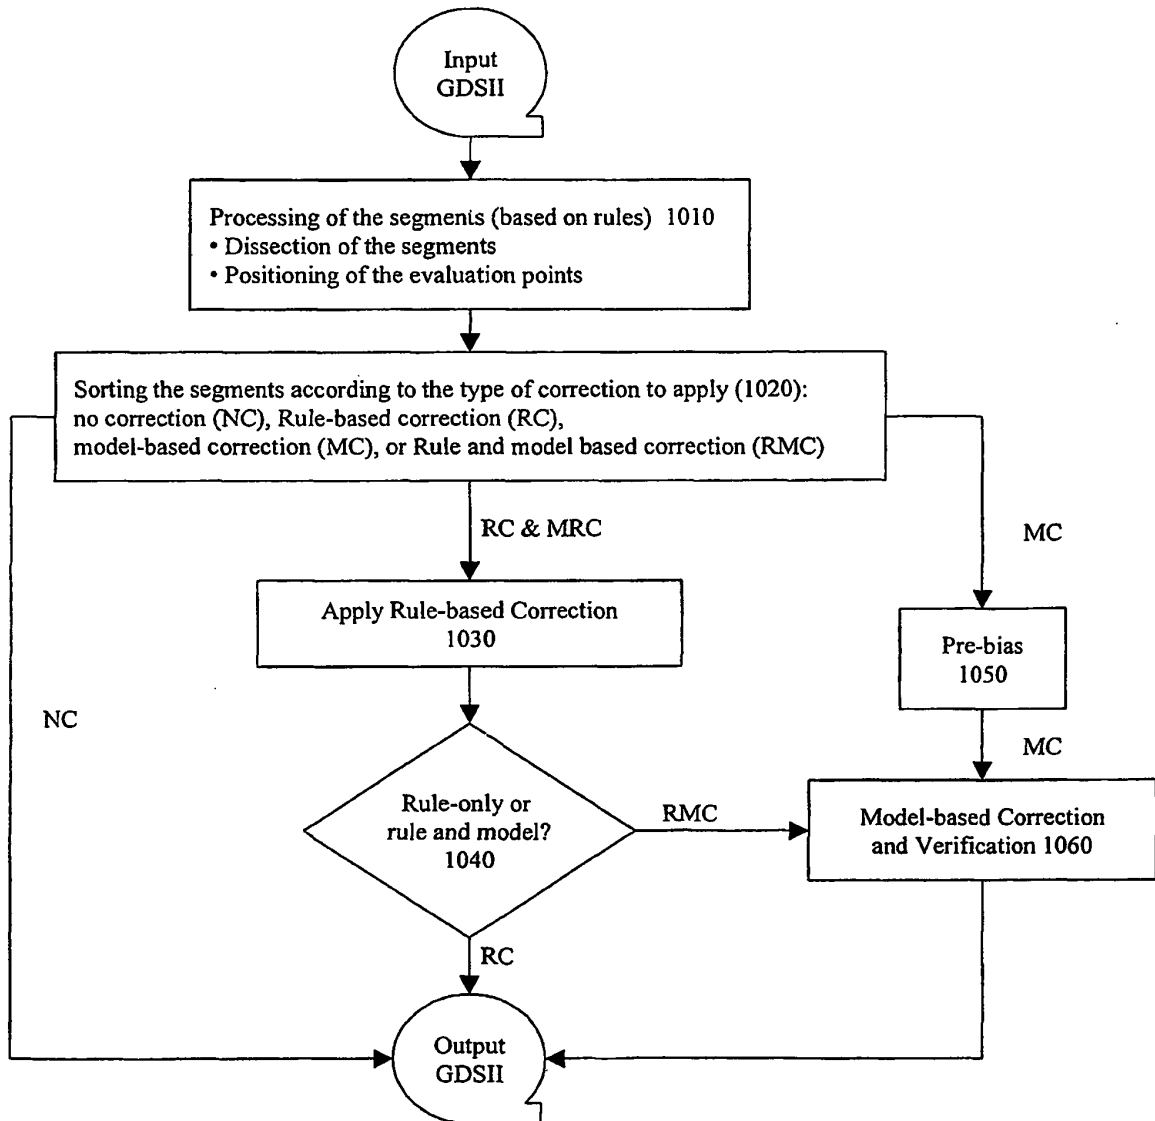 Input
GDSII
Processing of the segments (based on rules) 1010
• Dissection of the segments
• Positioning of the evaluation points
Sorting the segments according to the type of correction to apply (1020):
no correction (NC), Rule-based correction (RC),
model-based correction (MC), or Rule and model based correction (RMC)
RC & MRC
MC
Apply Rule-based Correction
1030
Pre-bias
1050
NC
MC
Rule-only or
rule and model?
1040
RMC
Model-based Correction
and Verification 1060
RC
Output
GDSII